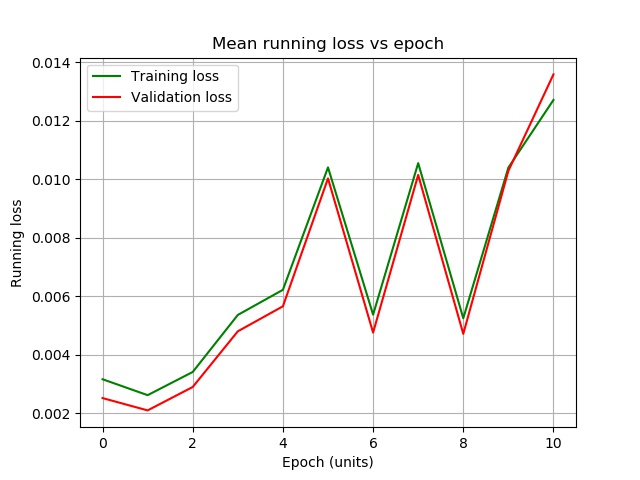 Mean running loss vs epoch
Training loss
Validation loss
0.014
0.012
0.010
0.008
0.006
0.004
0.002
Running loss
0 2 4 6 8 10
Epoch (units)